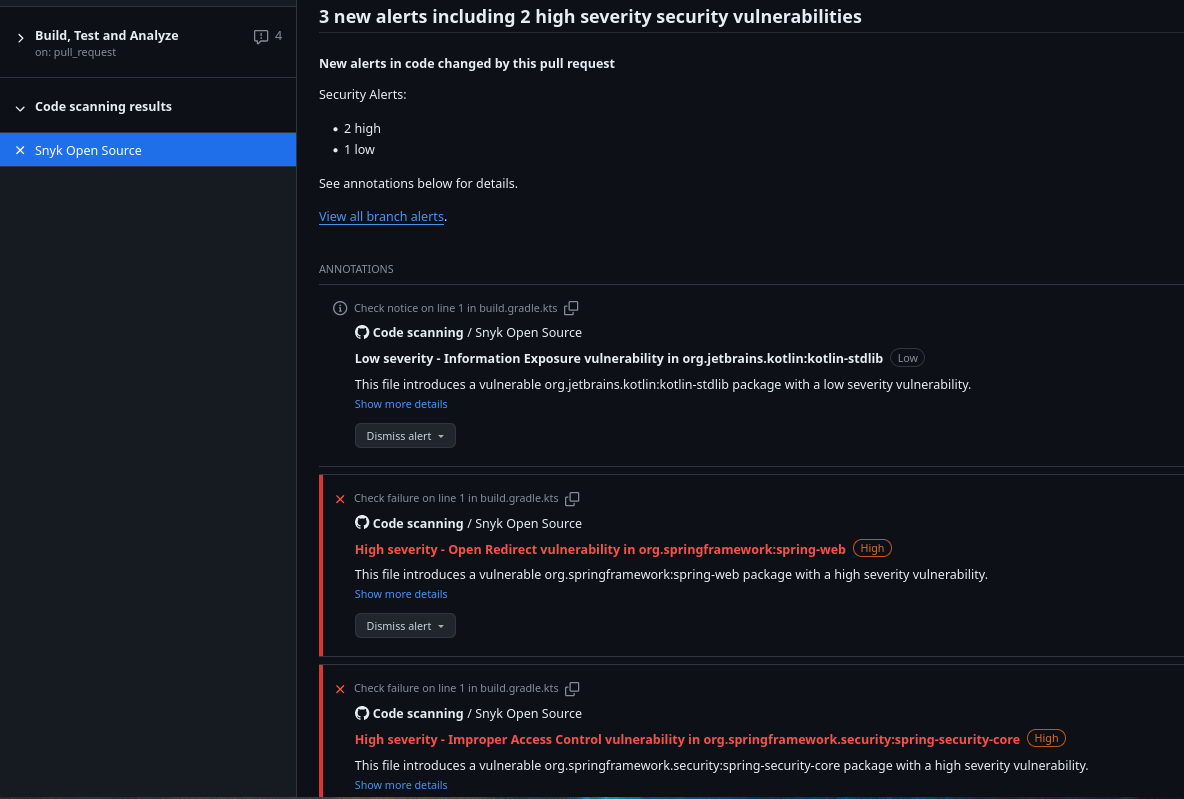 Build, Test and Analyze
4
on: pull_request
Code scanning results
Snyk Open Source
3 new alerts including 2 high severity security vulnerabilities
New alerts in code changed by this pull request
Security Alerts:
• 2 high
• 1 low
See annotations below for details.
View all branch alerts.
ANNOTATIONS
Check notice on line 1 in build.gradle.kts
Code scanning / Snyk Open Source
Low severity - Information Exposure vulnerability in org.jetbrains.kotlin:kotlin-stdlib Low
This file introduces a vulnerable org.jetbrains.kotlin:kotlin-stdlib package with a low severity vulnerability.
Show more details
Dismiss alert
Check failure on line 1 in build.gradle.kts
Code scanning / Snyk Open Source
High severity - Open Redirect vulnerability in org.springframework:spring-web High
This file introduces a vulnerable org.springframework:spring-web package with a high severity vulnerability.
Show more details
Dismiss alert
Check failure on line 1 in build.gradle.kts
Code scanning / Snyk Open Source
High severity - Improper Access Control vulnerability in org.springframework.security:spring-security-core High
This file introduces a vulnerable org.springframework.security:spring-security-core package with a high severity vulnerability.
Show more details